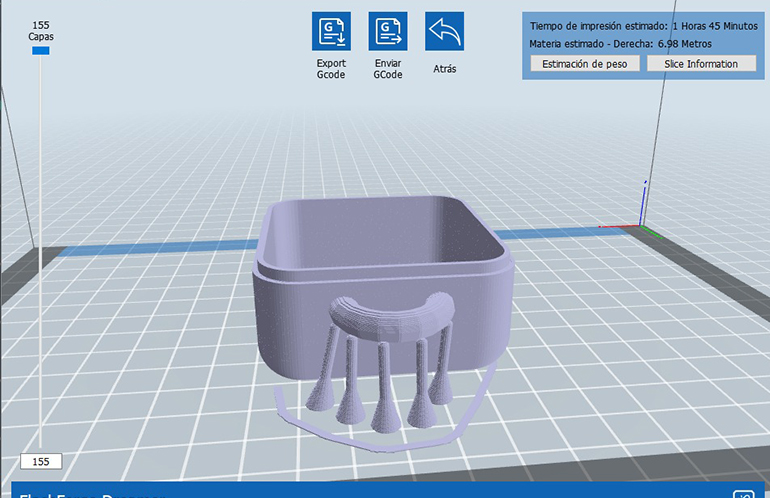 155
Capas
Export
Gcode
Enviar
GCode
Atrás
Tiempo de impresión estimado: 1 Horas 45 Minutos
Materia estimado - Derecha: 6.98 Metros
Estimación de peso
Slice Information
155